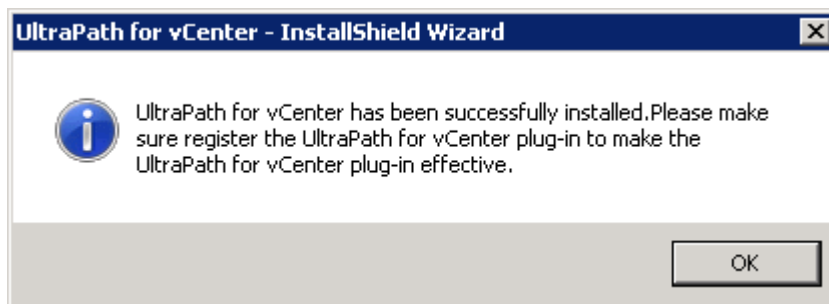 UltraPath for vCenter - InstallShield Wizard
UltraPath for vCenter has been successfully installed.Please make
sure register the UltraPath for vCenter plug-in to make the
UltraPath for vCenter plug-in effective.
OK